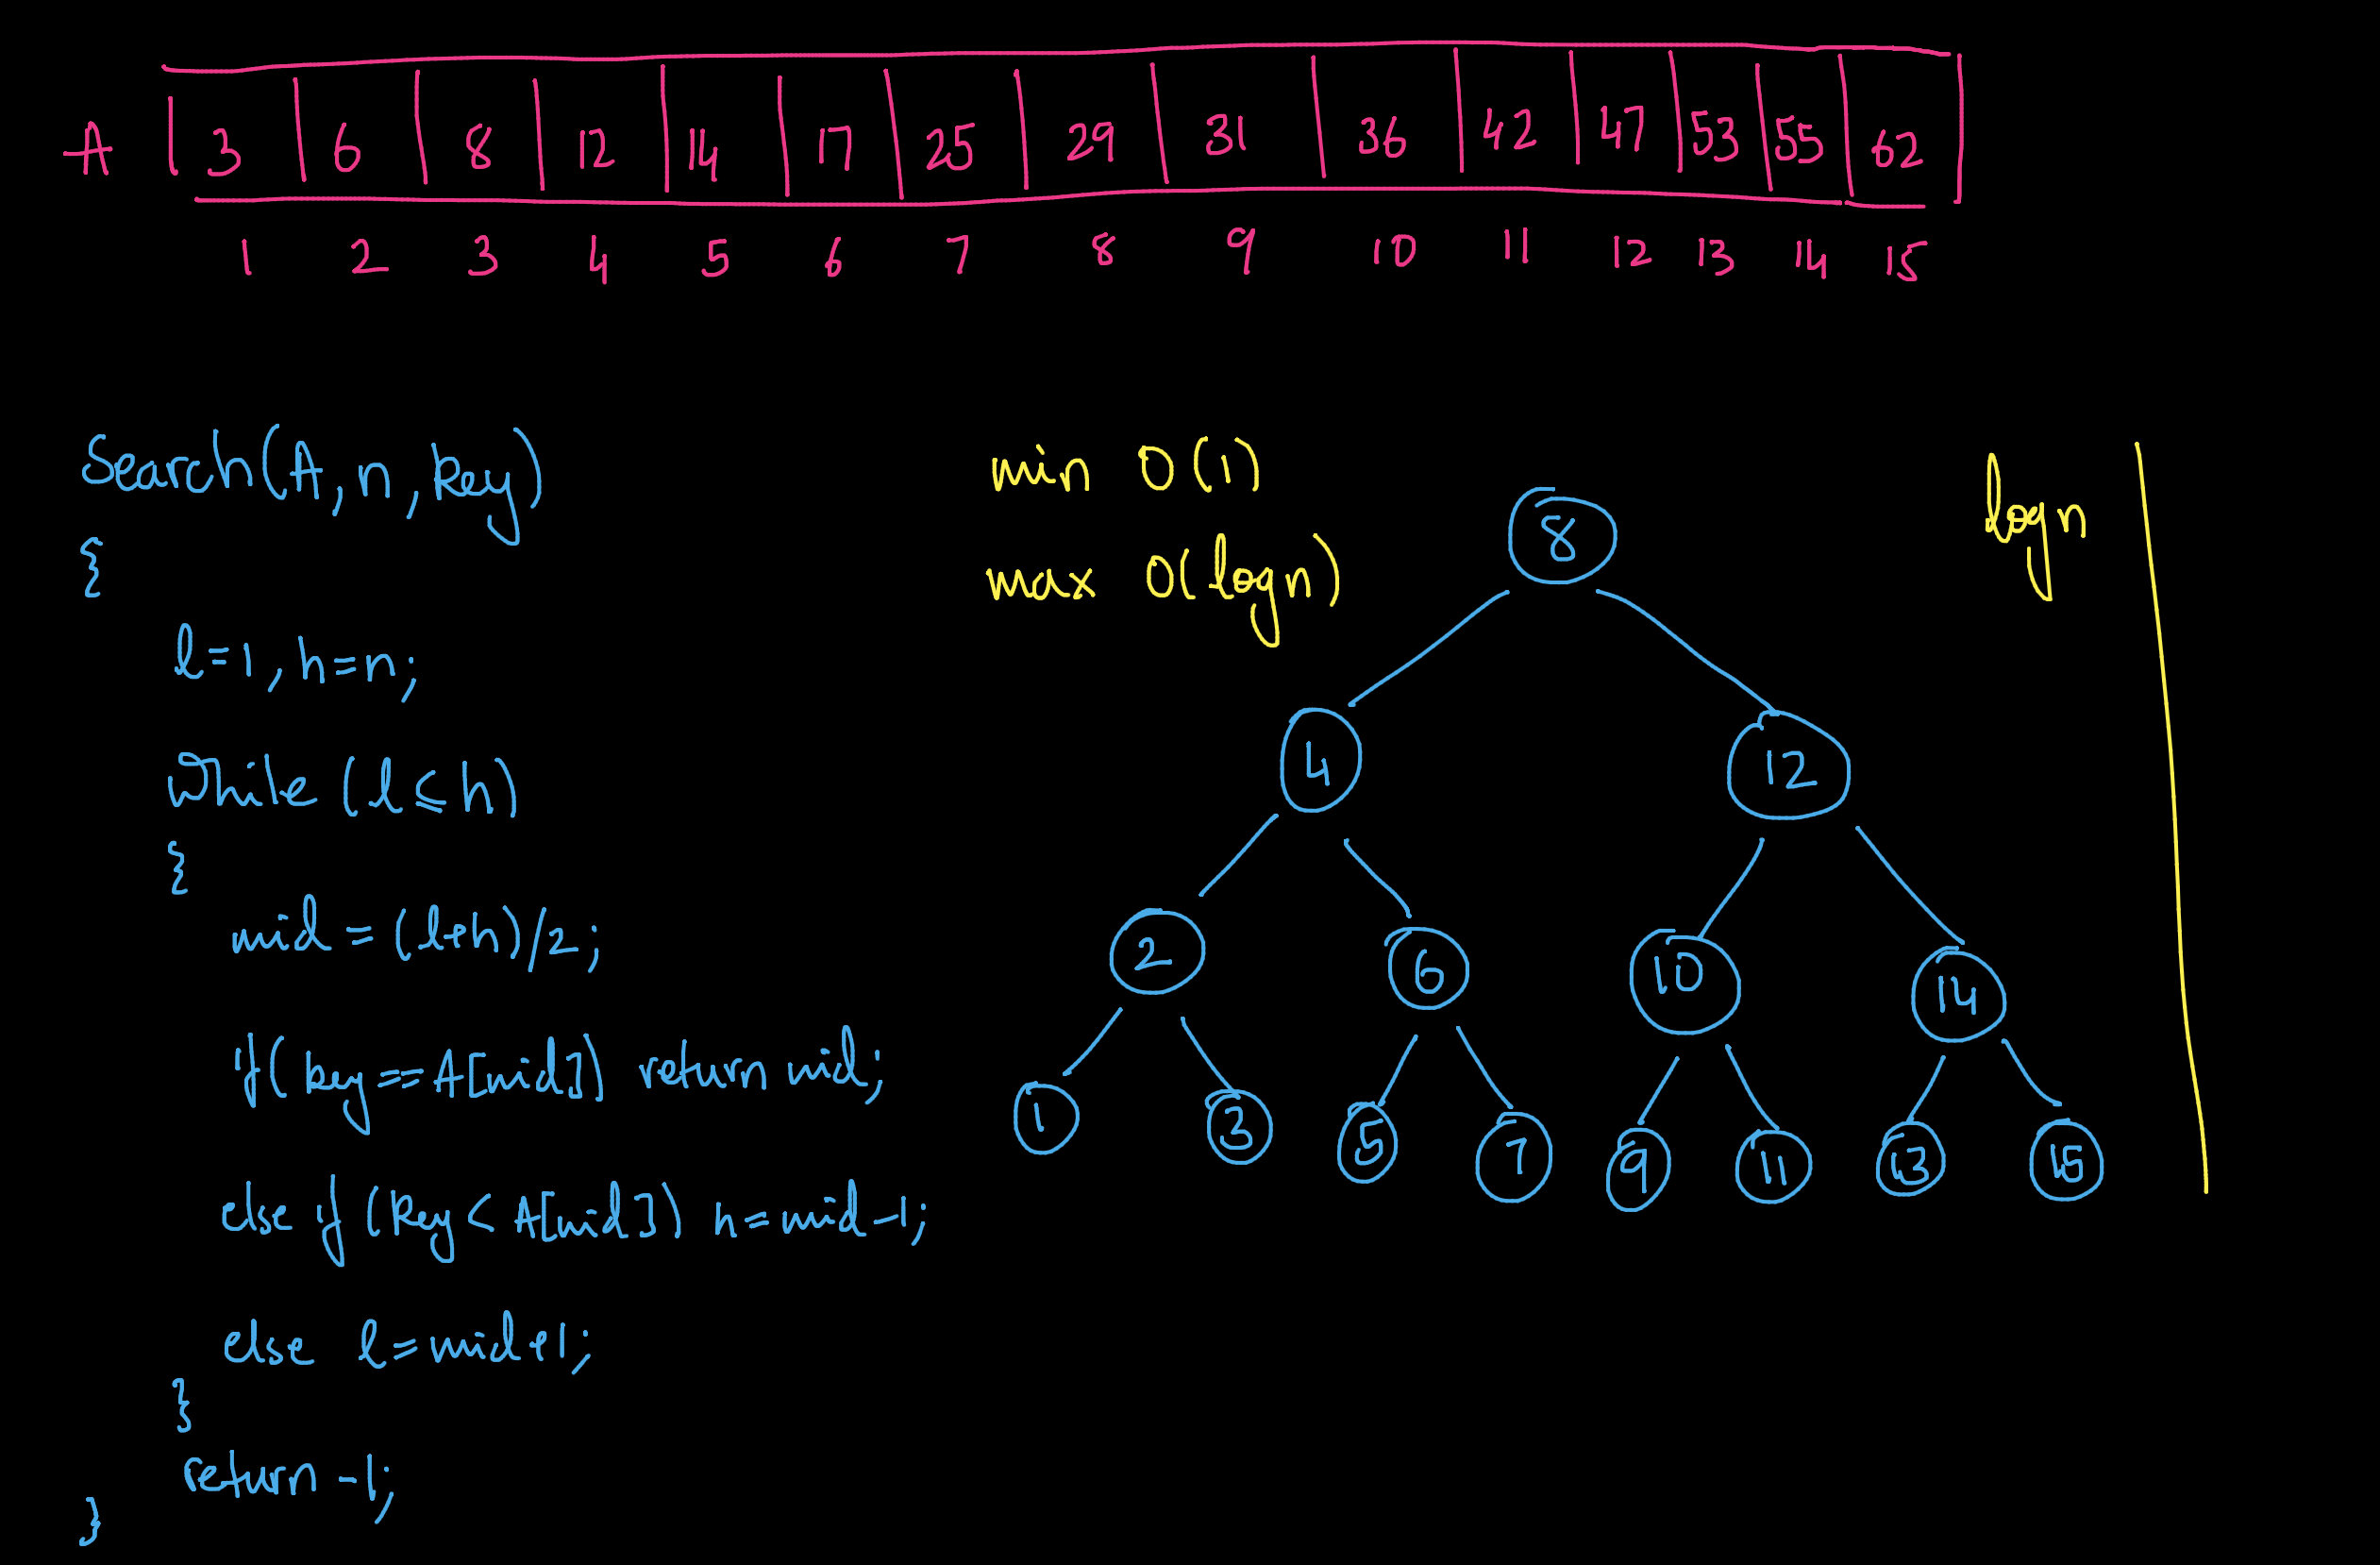 A 3 6 8 12 14 17 25 29 31 36 42 47 53 55 62
1 2 3 4 5 6 7 8 9 10 11 12 13 14 15
Search(A,n,key)
{
l=1,h=n;
While (l≤h)
{
mid=(l+h)/2;
if(key==A[mid]) return mid;
else if (key<A[mid]) h=mid-1;
else l=mid+1;
}
return -1;
}
min O(1)
max O(logn)
8
4 12
2 6 10 14
1 3 5 7 9 11 13 15
logn